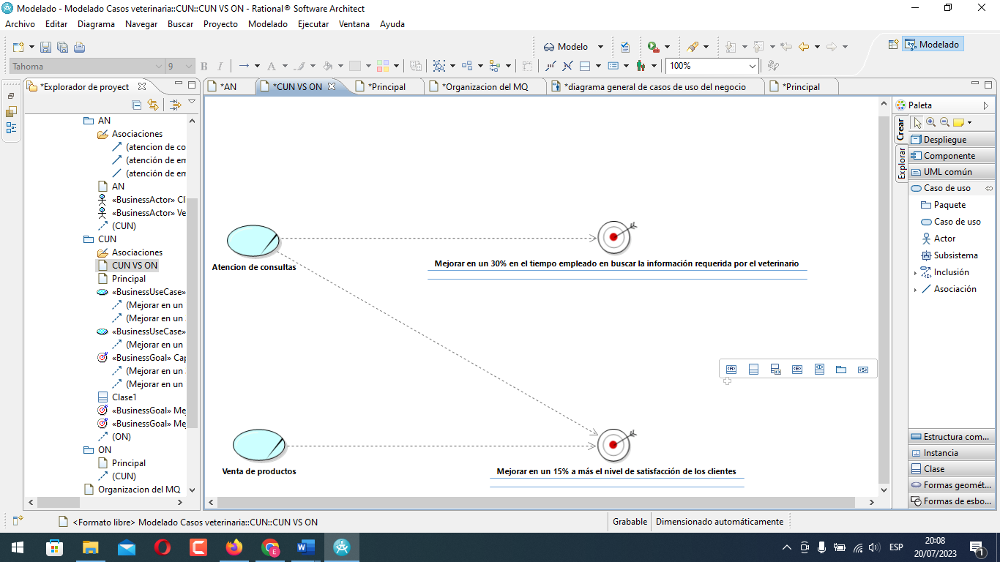 Modelado - Modelado Casos veterinaria::CUN::CUN VS ON - Rational® Software Architect
Archivo Editar Diagrama Navegar Buscar Proyecto Modelado Ejecutar Ventana Ayuda
Modelo
Modelado
Tahoma 9 B I A 100%
*Explorador de proyect
*AN *CUN VS ON *Principal *Organizacion del MQ *diagrama general de casos de uso del negocio *Principal
AN
Asociaciones
(atencion de co
(atención de em
(atención de em
AN
«BusinessActor» Cl
«BusinessActor» Ve
(CUN)
CUN
Asociaciones
CUN VS ON
Principal
«BusinessUseCase»
(Mejorar en un
(Mejorar en un
«BusinessUseCase»
(Mejorar en un
«BusinessGoal» Cap
(Mejorar en un
(Mejorar en un
Clase1
«BusinessGoal» Me
«BusinessGoal» Me
(ON)
ON
Principal
(CUN)
Organizacion del MQ
Atencion de consultas
Mejorar en un 30% en el tiempo empleado en buscar la información requerida por el veterinario
Venta de productos
Mejorar en un 15% a más el nivel de satisfacción de los clientes
Paleta
Crear
Explorar
Despliegue
Componente
UML común
Caso de uso
Paquete
Caso de uso
Actor
Subsistema
Inclusión
Asociación
Estructura com...
Instancia
Clase
Formas geomét...
Formas de esbo...
<Formato libre> Modelado Casos veterinaria::CUN::CUN VS ON
Grabable Dimensionado automáticamente
ESP
20:08
20/07/2023
1